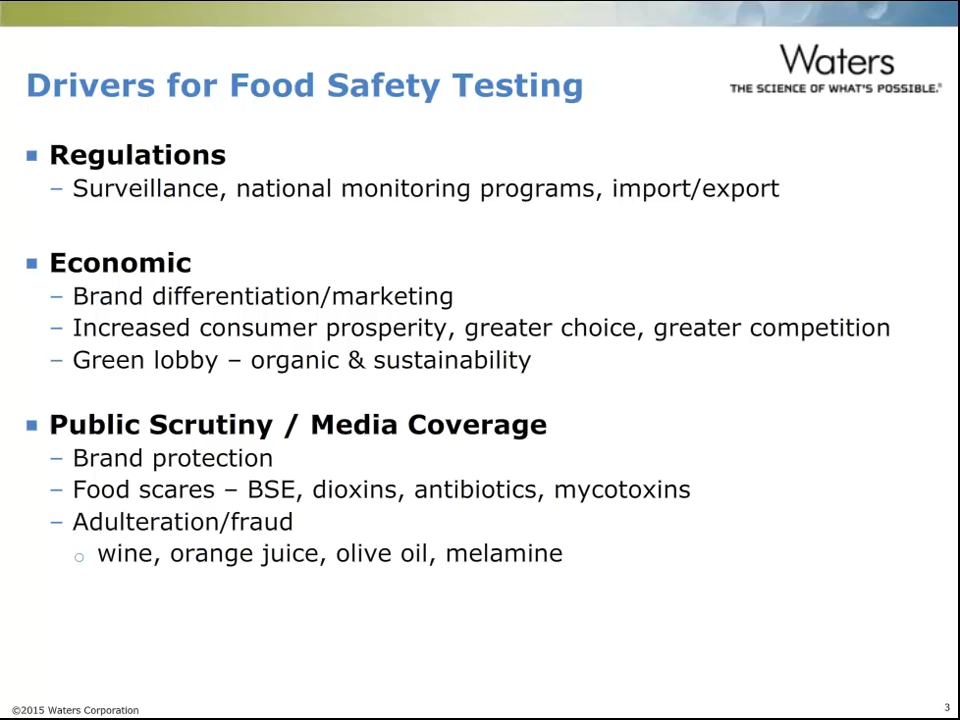 Waters
THE SCIENCE OF WHAT'S POSSIBLE.®
Drivers for Food Safety Testing
■ Regulations
– Surveillance, national monitoring programs, import/export
■ Economic
– Brand differentiation/marketing
– Increased consumer prosperity, greater choice, greater competition
– Green lobby – organic & sustainability
■ Public Scrutiny / Media Coverage
– Brand protection
– Food scares – BSE, dioxins, antibiotics, mycotoxins
– Adulteration/fraud
○ wine, orange juice, olive oil, melamine
©2015 Waters Corporation
3